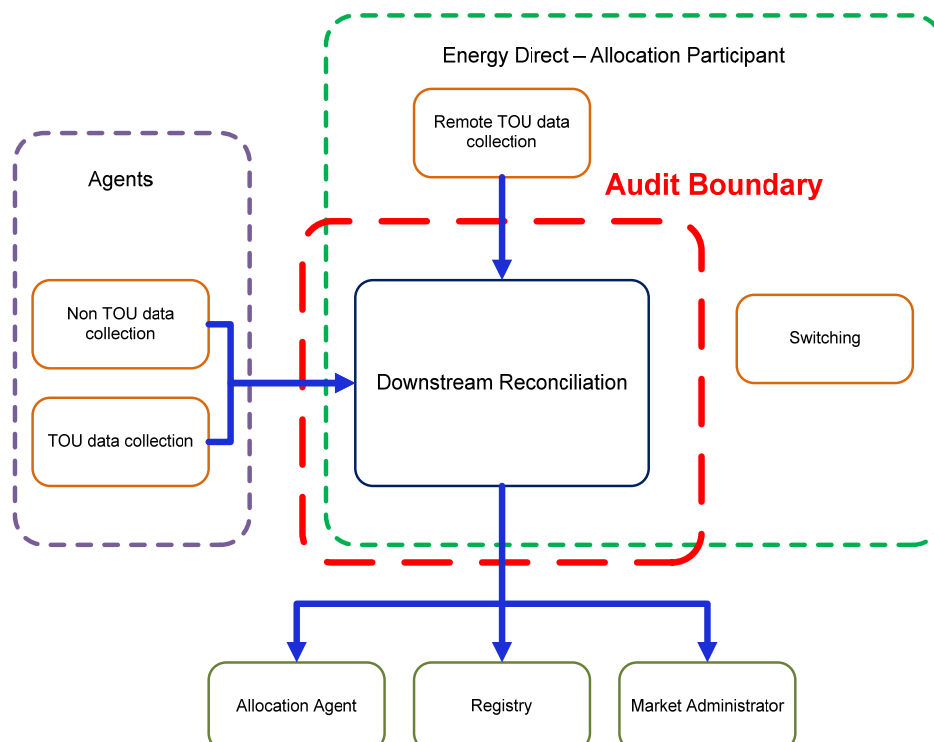 Energy Direct – Allocation Participant
Remote TOU data
collection
Audit Boundary
Agents
Non TOU data
collection
TOU data collection
Downstream Reconciliation
Switching
Allocation Agent
Registry
Market Administrator